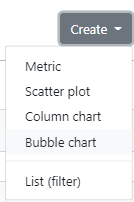 Create
Metric
Scatter plot
Column chart
Bubble chart
List (filter)